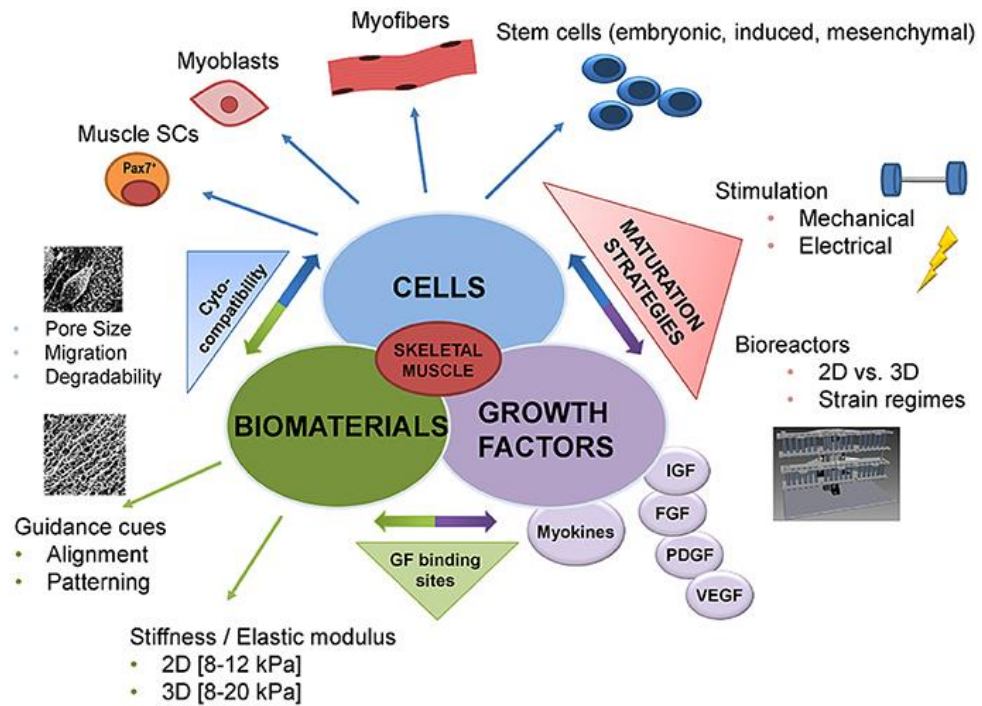 Myofibers
Stem cells (embryonic, induced, mesenchymal)
Myoblasts
Muscle SCs
Pax7⁺
Stimulation
• Mechanical
• Electrical
MATURATION
STRATEGIES
Cyto-
compatibility
CELLS
• Pore Size
• Migration
• Degradability
SKELETAL
MUSCLE
Bioreactors
• 2D vs. 3D
• Strain regimes
BIOMATERIALS
GROWTH
FACTORS
IGF
FGF
Myokines
PDGF
VEGF
Guidance cues
• Alignment
• Patterning
GF binding
sites
Stiffness / Elastic modulus
• 2D [8-12 kPa]
• 3D [8-20 kPa]